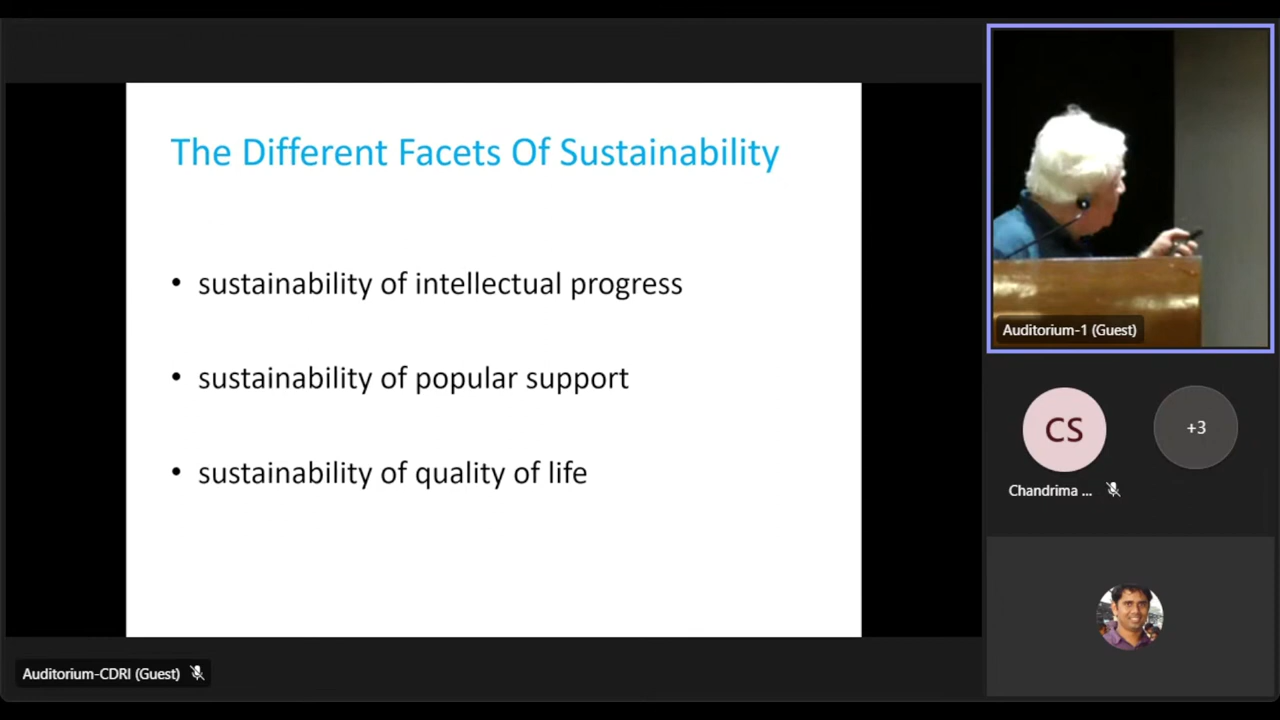 The Different Facets Of Sustainability
• sustainability of intellectual progress
• sustainability of popular support
• sustainability of quality of life
Auditorium-1 (Guest)
CS
+3
Chandrima ...
Auditorium-CDRI (Guest)